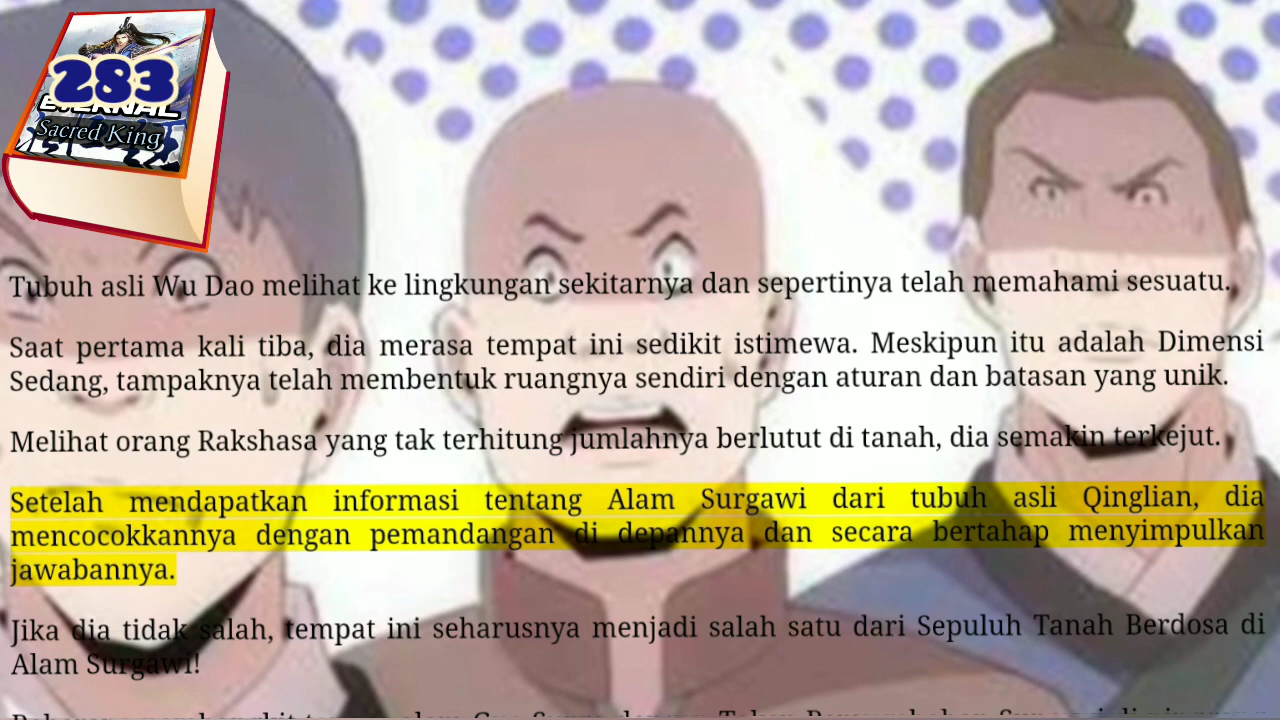 283
ETERNAL
Sacred King
Tubuh asli Wu Dao melihat ke lingkungan sekitarnya dan sepertinya telah memahami sesuatu.
Saat pertama kali tiba, dia merasa tempat ini sedikit istimewa. Meskipun itu adalah Dimensi
Sedang, tampaknya telah membentuk ruangnya sendiri dengan aturan dan batasan yang unik.
Melihat orang Rakshasa yang tak terhitung jumlahnya berlutut di tanah, dia semakin terkejut.
Setelah mendapatkan informasi tentang Alam Surgawi dari tubuh asli Qinglian, dia
mencocokkannya dengan pemandangan di depannya dan secara bertahap menyimpulkan
jawabannya.
Jika dia tidak salah, tempat ini seharusnya menjadi salah satu dari Sepuluh Tanah Berdosa di
Alam Surgawi!